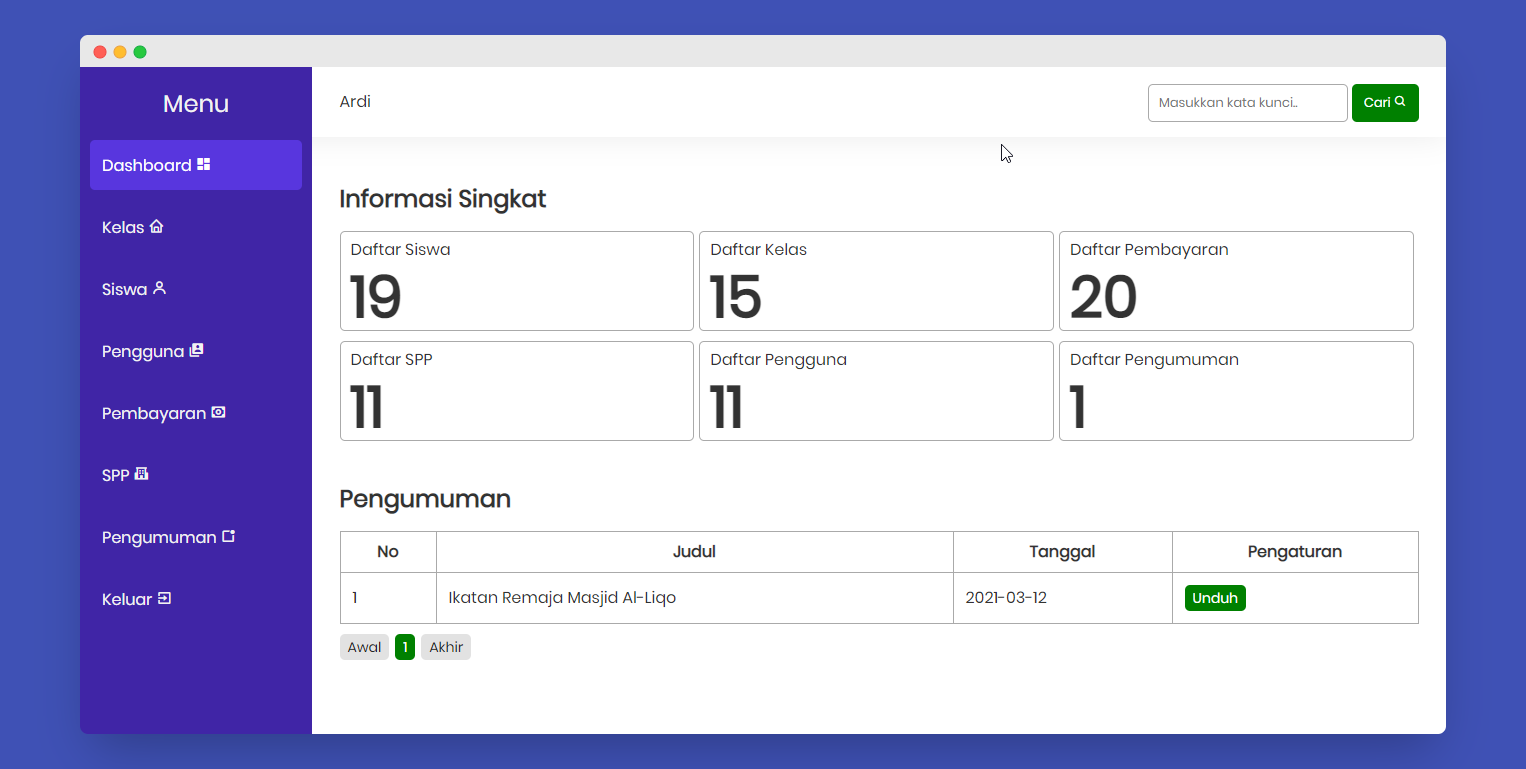 Menu
Dashboard
Kelas
Siswa
Pengguna
Pembayaran
SPP
Pengumuman
Keluar
Ardi
Masukkan kata kunci..
Cari
Informasi Singkat
Daftar Siswa
19
Daftar Kelas
15
Daftar Pembayaran
20
Daftar SPP
11
Daftar Pengguna
11
Daftar Pengumuman
1
Pengumuman
No Judul Tanggal Pengaturan
1 Ikatan Remaja Masjid Al-Liqo 2021-03-12 Unduh
Awal 1 Akhir